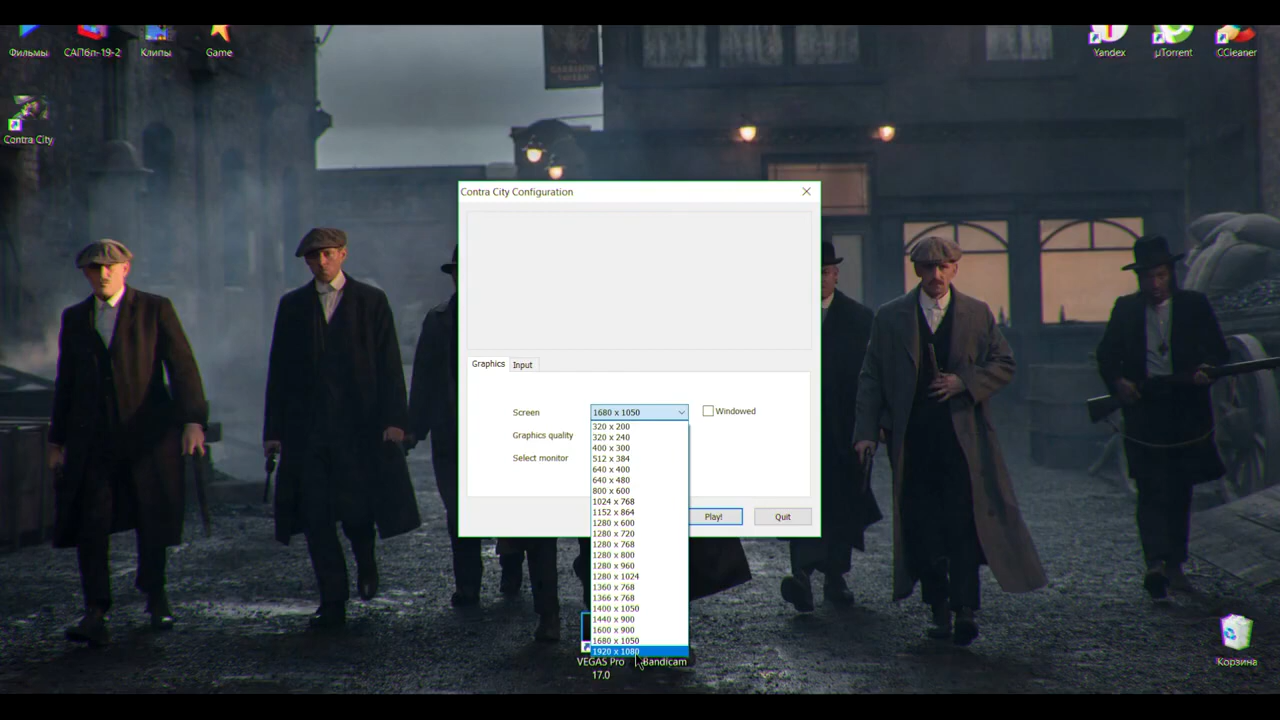 Фильмы
САПбп-19-2
Клипы
Game
Yandex
µTorrent
CCleaner
Contra City
Contra City Configuration
Graphics
Input
Screen
1680 x 1050
Windowed
Graphics quality
Select monitor
320 x 200
320 x 240
400 x 300
512 x 384
640 x 400
640 x 480
800 x 600
1024 x 768
1152 x 864
1280 x 600
1280 x 720
1280 x 768
1280 x 800
1280 x 960
1280 x 1024
1360 x 768
1366 x 768
1400 x 1050
1440 x 900
1600 x 900
1680 x 1050
1920 x 1080
Play!
Quit
VEGAS Pro
17.0
Bandicam
Корзина